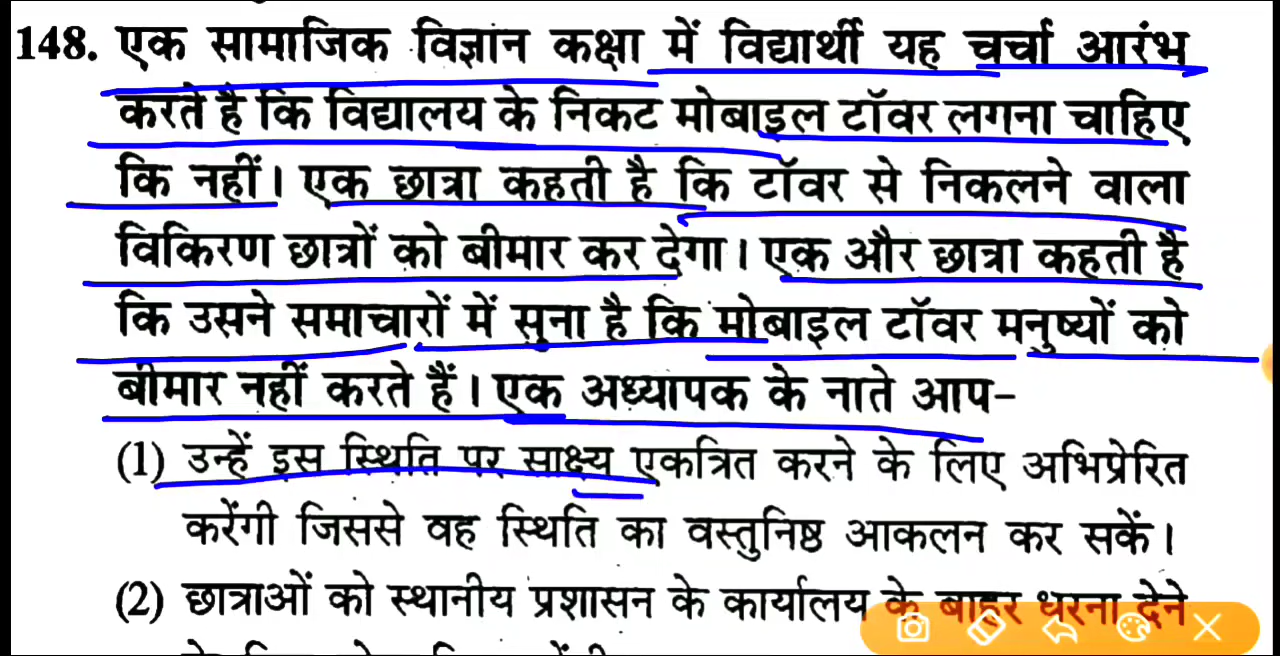 148. एक सामाजिक विज्ञान कक्षा में विद्यार्थी यह चर्चा आरंभ
करते है कि विद्यालय के निकट मोबाइल टॉवर लगना चाहिए
कि नहीं। एक छात्रा कहती है कि टॉवर से निकलने वाला
विकिरण छात्रों को बीमार कर देगा। एक और छात्रा कहती है
कि उसने समाचारों में सुना है कि मोबाइल टॉवर मनुष्यों को
बीमार नहीं करते हैं। एक अध्यापक के नाते आप-
(1) उन्हें इस स्थिति पर साक्ष्य एकत्रित करने के लिए अभिप्रेरित
करेंगी जिससे वह स्थिति का वस्तुनिष्ठ आकलन कर सकें।
(2) छात्राओं को स्थानीय प्रशासन के कार्यालय के बाहर धरना देने